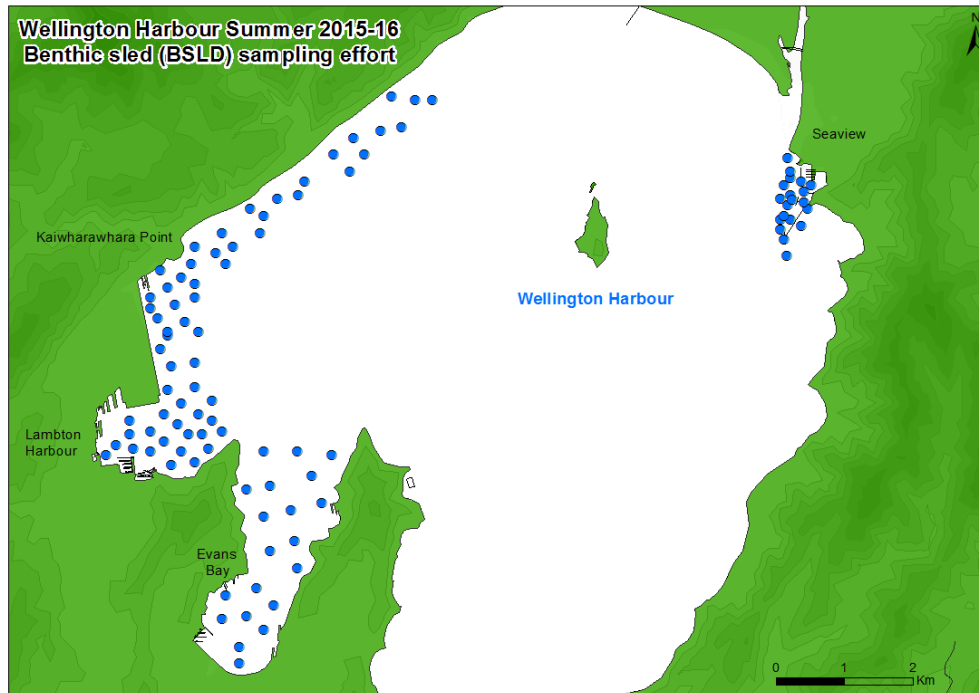 Wellington Harbour Summer 2015-16
Benthic sled (BSLD) sampling effort
N
Seaview
Kaiwharawhara Point
Wellington Harbour
Lambton
Harbour
Evans
Bay
0 1 2
Km